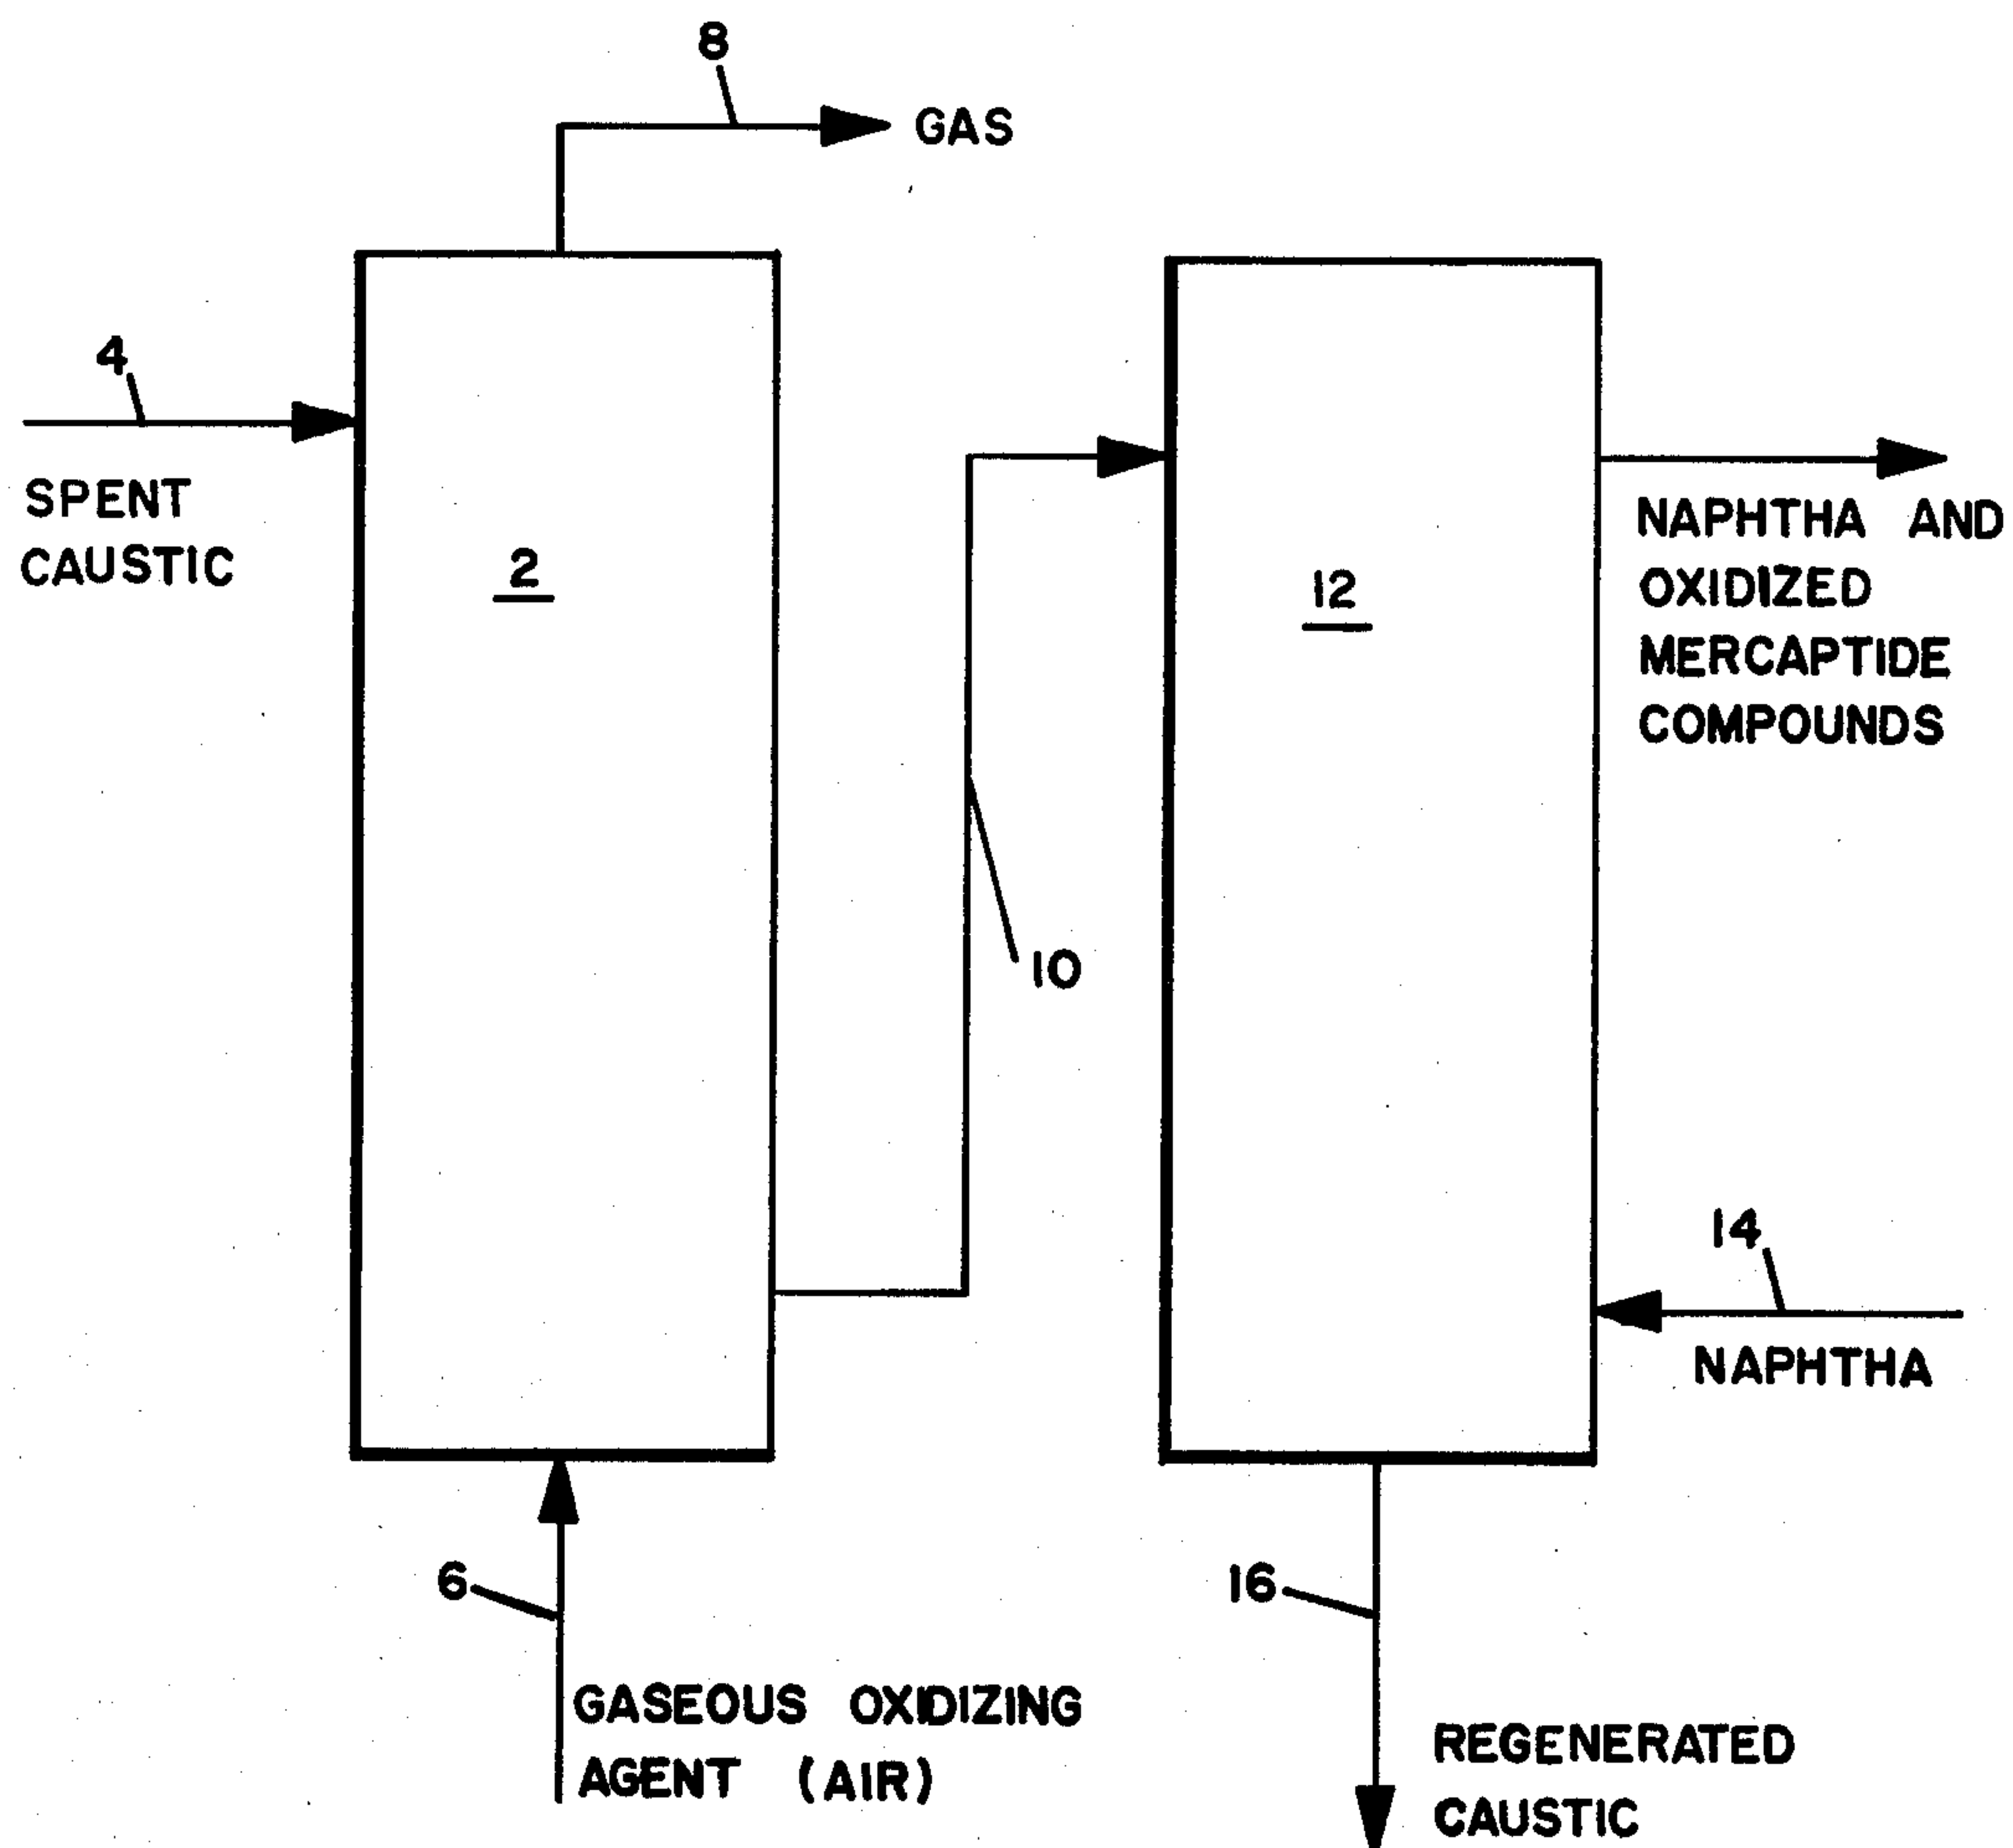 8
GAS
4
SPENT
CAUSTIC
2
12
NAPHTHA AND
OXIDIZED
MERCAPTIDE
COMPOUNDS
10
14
NAPHTHA
6
16
GASEOUS OXIDIZING
AGENT (AIR)
REGENERATED
CAUSTIC